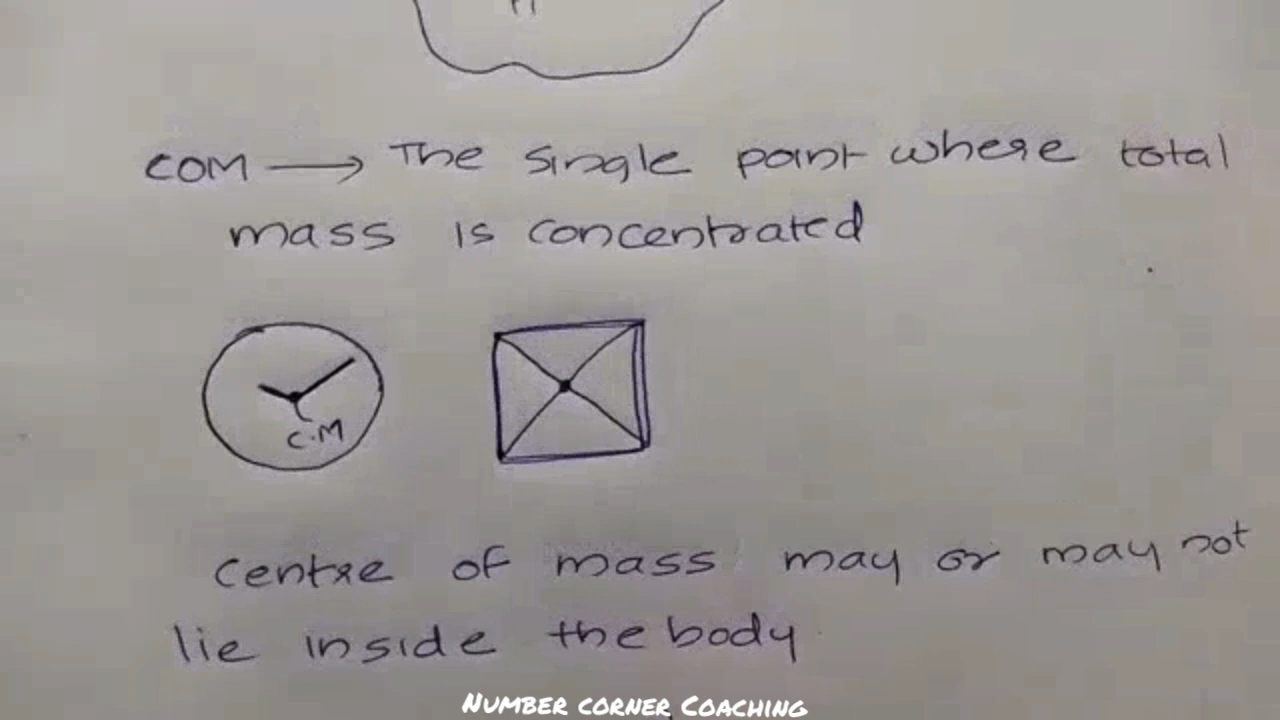 COM → The single point where total
mass is concentrated
C.M
centre of mass may or may not
lie inside the body
NUMBER CORNER COACHING